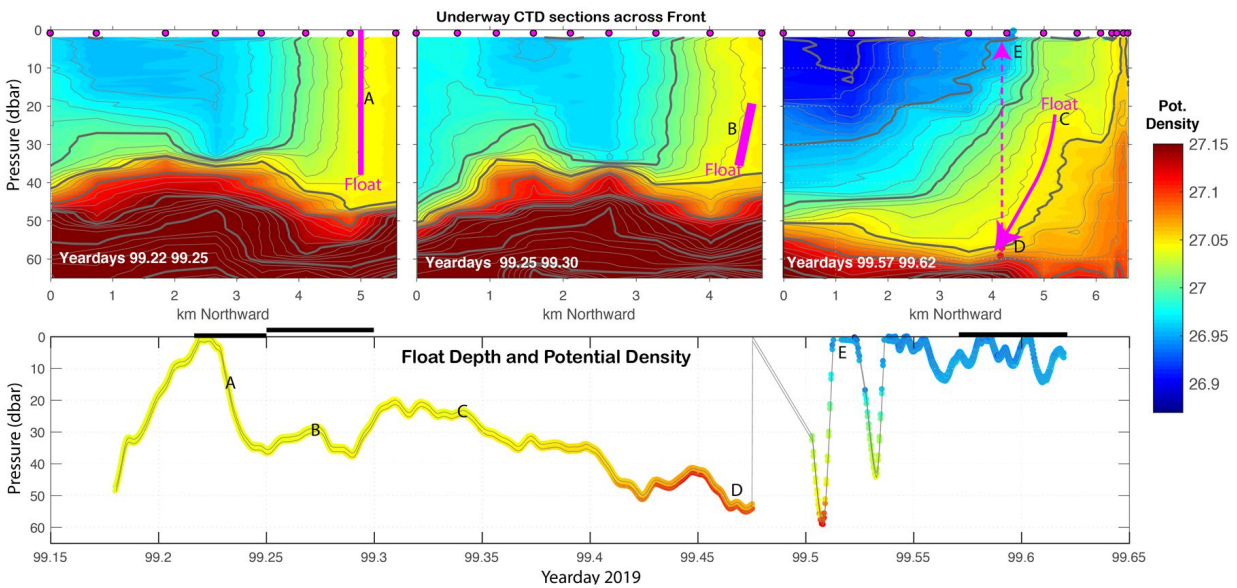 Underway CTD sections across Front
Pressure (dbar)
0
10
20
30
40
50
60
A
Float
Yeardays 99.22 99.25
0 1 2 3 4 5
km Northward
B
Float
Yeardays 99.25 99.30
0 1 2 3 4
km Northward
E
Float
C
D
Yeardays 99.57 99.62
0 1 2 3 4 5 6
km Northward
Pot.
Density
27.15
27.1
27.05
27
26.95
26.9
Float Depth and Potential Density
Pressure (dbar)
0
10
20
30
40
50
60
A
B
C
D
E
99.15 99.2 99.25 99.3 99.35 99.4 99.45 99.5 99.55 99.6 99.65
Yearday 2019